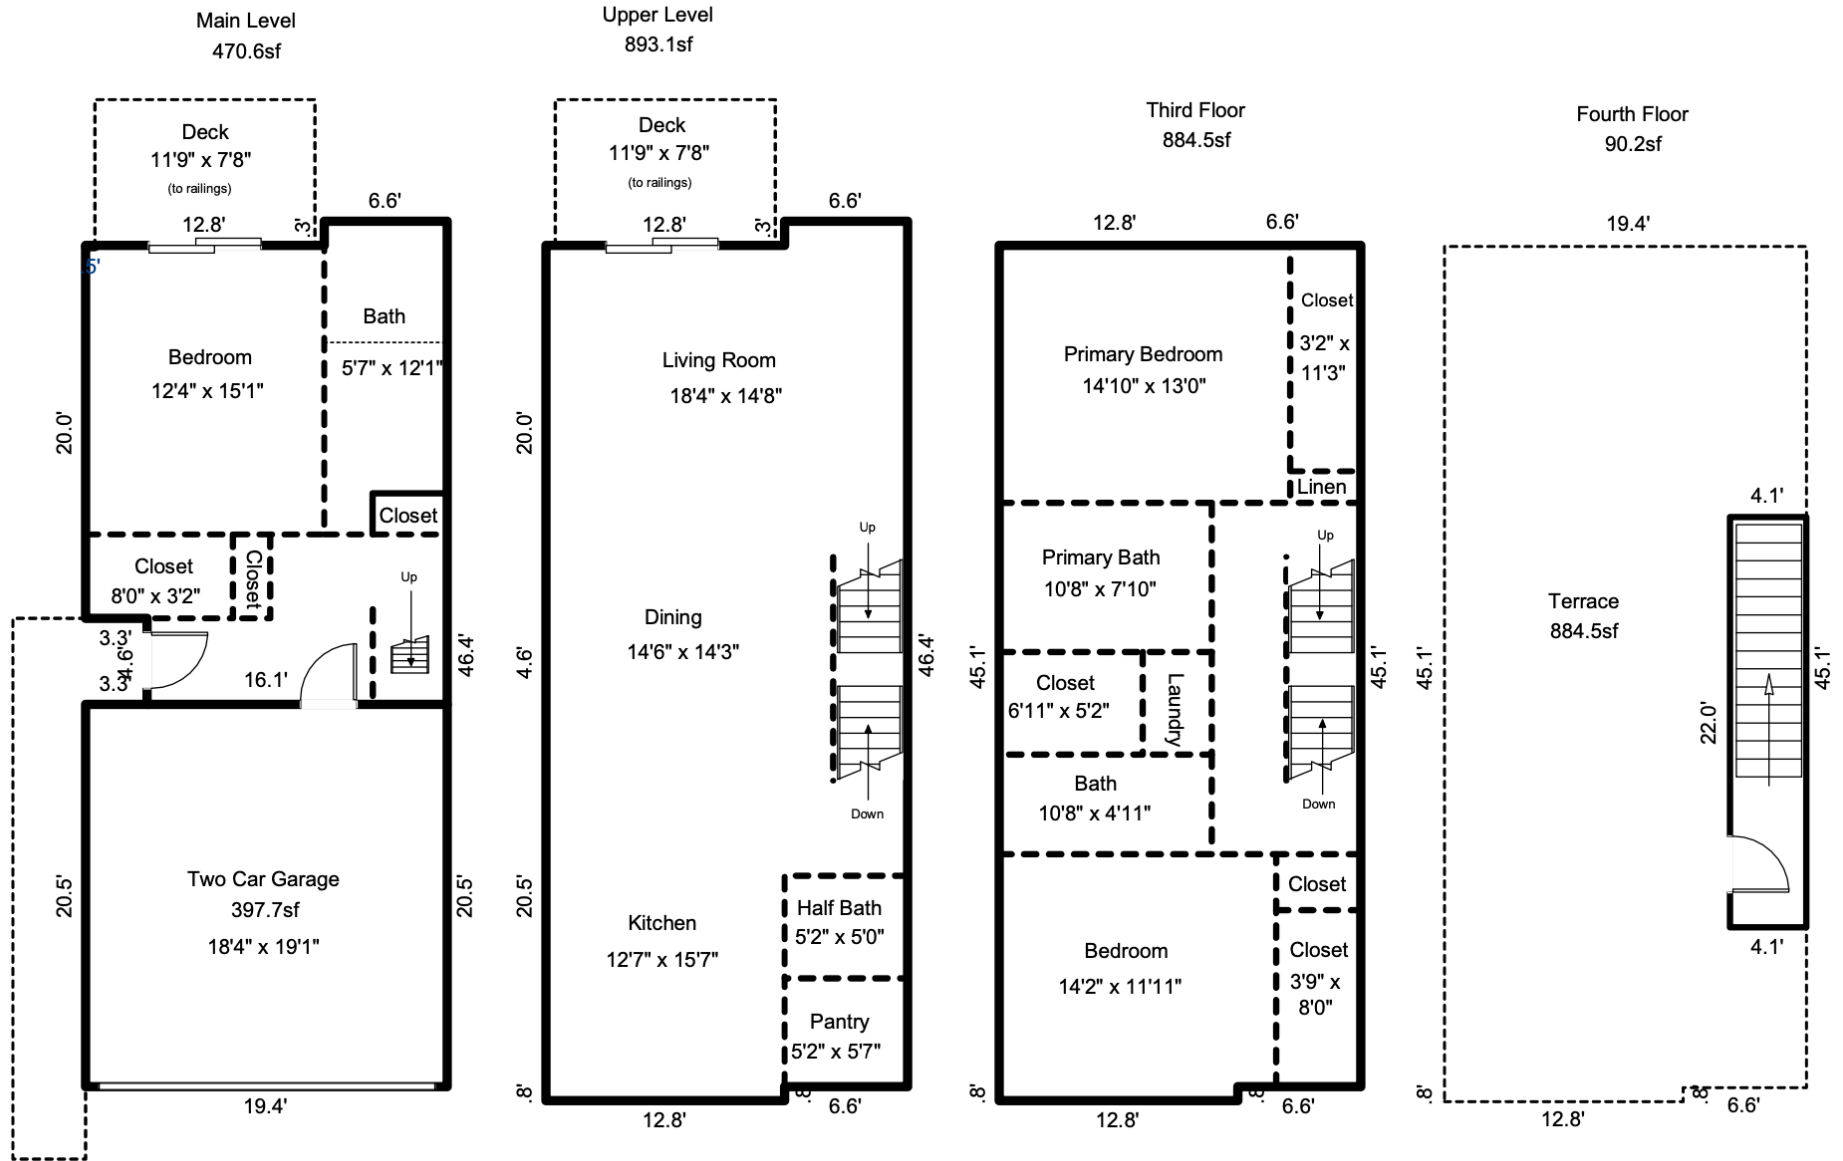 Main Level
470.6sf
Deck
11'9" x 7'8"
(to railings)
12.8'
.3'
6.6'
.5'
Bath
5'7" x 12'1"
Bedroom
12'4" x 15'1"
20.0'
Closet
Closet
8'0" x 3'2"
Closet
Up
3.3'
4.6'
3.3'
16.1'
46.4'
Two Car Garage
397.7sf
18'4" x 19'1"
20.5'
20.5'
19.4'
Upper Level
893.1sf
Deck
11'9" x 7'8"
(to railings)
12.8'
.3'
6.6'
Living Room
18'4" x 14'8"
20.0'
Up
Dining
14'6" x 14'3"
4.6'
46.4'
Down
Half Bath
5'2" x 5'0"
Kitchen
12'7" x 15'7"
20.5'
Pantry
5'2" x 5'7"
.8'
.8'
12.8'
6.6'
Third Floor
884.5sf
12.8'
6.6'
Closet
3'2" x
11'3"
Primary Bedroom
14'10" x 13'0"
Linen
Up
Primary Bath
10'8" x 7'10"
45.1'
45.1'
Closet
6'11" x 5'2"
Laundry
Bath
10'8" x 4'11"
Down
Closet
Bedroom
14'2" x 11'11"
Closet
3'9" x
8'0"
.8'
.8'
12.8'
6.6'
Fourth Floor
90.2sf
19.4'
4.1'
Terrace
884.5sf
45.1'
22.0'
45.1'
4.1'
.8'
.8'
12.8'
6.6'